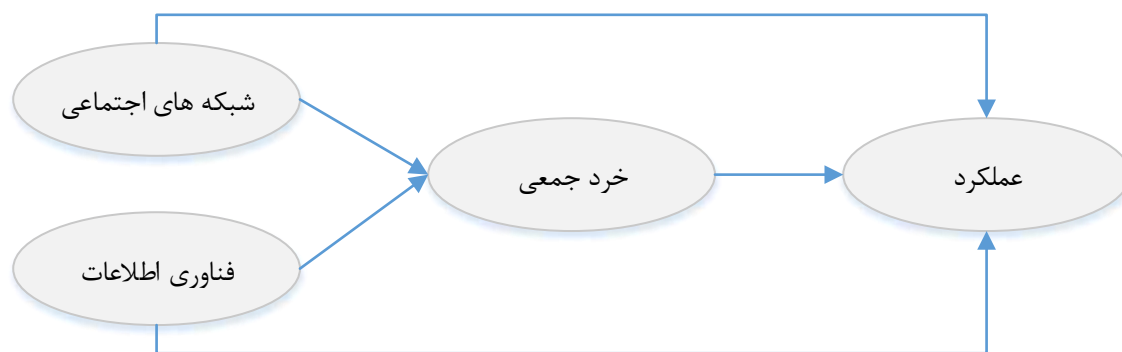 شبکه های اجتماعی
خرد جمعی
عملکرد
فناوری اطلاعات